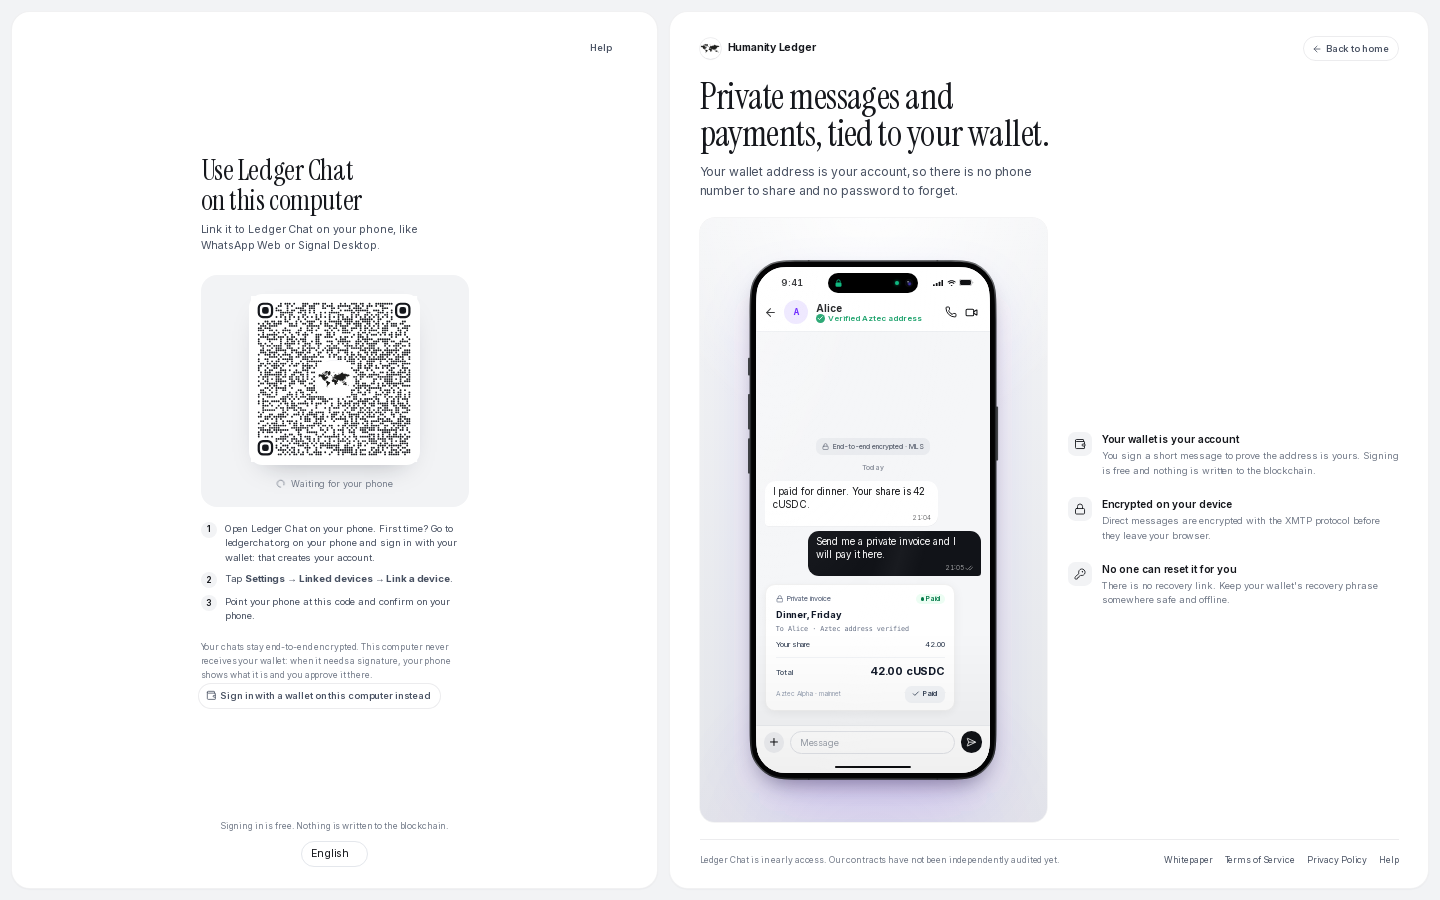 Help
Use Ledger Chat
on this computer
Link it to Ledger Chat on your phone, like
WhatsApp Web or Signal Desktop.
Waiting for your phone
1 Open Ledger Chat on your phone. First time? Go to
ledgerchat.org on your phone and sign in with your
wallet: that creates your account.
2 Tap Settings → Linked devices → Link a device.
3 Point your phone at this code and confirm on your
phone.
Your chats stay end-to-end encrypted. This computer never
receives your wallet: when it needs a signature, your phone
shows what it is and you approve it there.
Sign in with a wallet on this computer instead
Signing in is free. Nothing is written to the blockchain.
English
Humanity Ledger
← Back to home
Private messages and
payments, tied to your wallet.
Your wallet address is your account, so there is no phone
number to share and no password to forget.
9:41
A Alice
Verified Aztec address
End-to-end encrypted · MLS
Today
I paid for dinner. Your share is 42
cUSDC.
21:04
Send me a private invoice and I
will pay it here.
21:05
Private invoice Paid
Dinner, Friday
To Alice · Aztec address verified
Your share 42.00
Total 42.00 cUSDC
Aztec Alpha · mainnet Paid
Message
Your wallet is your account
You sign a short message to prove the address is yours. Signing
is free and nothing is written to the blockchain.
Encrypted on your device
Direct messages are encrypted with the XMTP protocol before
they leave your browser.
No one can reset it for you
There is no recovery link. Keep your wallet's recovery phrase
somewhere safe and offline.
Ledger Chat is in early access. Our contracts have not been independently audited yet.
Whitepaper Terms of Service Privacy Policy Help